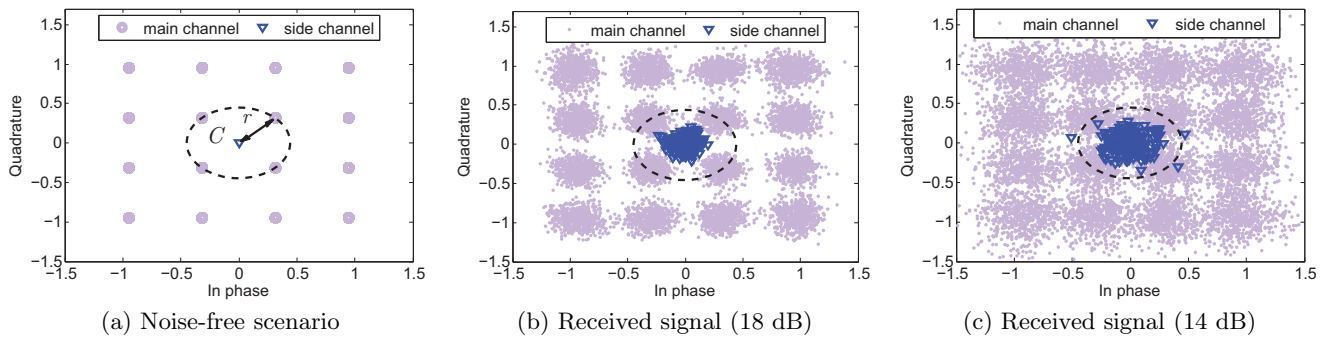 main channel side channel
1.5
1
0.5
0
−0.5
−1
−1.5
Quadrature
C
r
−1.5 −1 −0.5 0 0.5 1 1.5
In phase
(a) Noise-free scenario
main channel side channel
1.5
1
0.5
0
−0.5
−1
−1.5
Quadrature
−1.5 −1 −0.5 0 0.5 1 1.5
In phase
(b) Received signal (18 dB)
main channel side channel
1.5
1
0.5
0
−0.5
−1
−1.5
Quadrature
−1.5 −1 −0.5 0 0.5 1 1.5
In phase
(c) Received signal (14 dB)